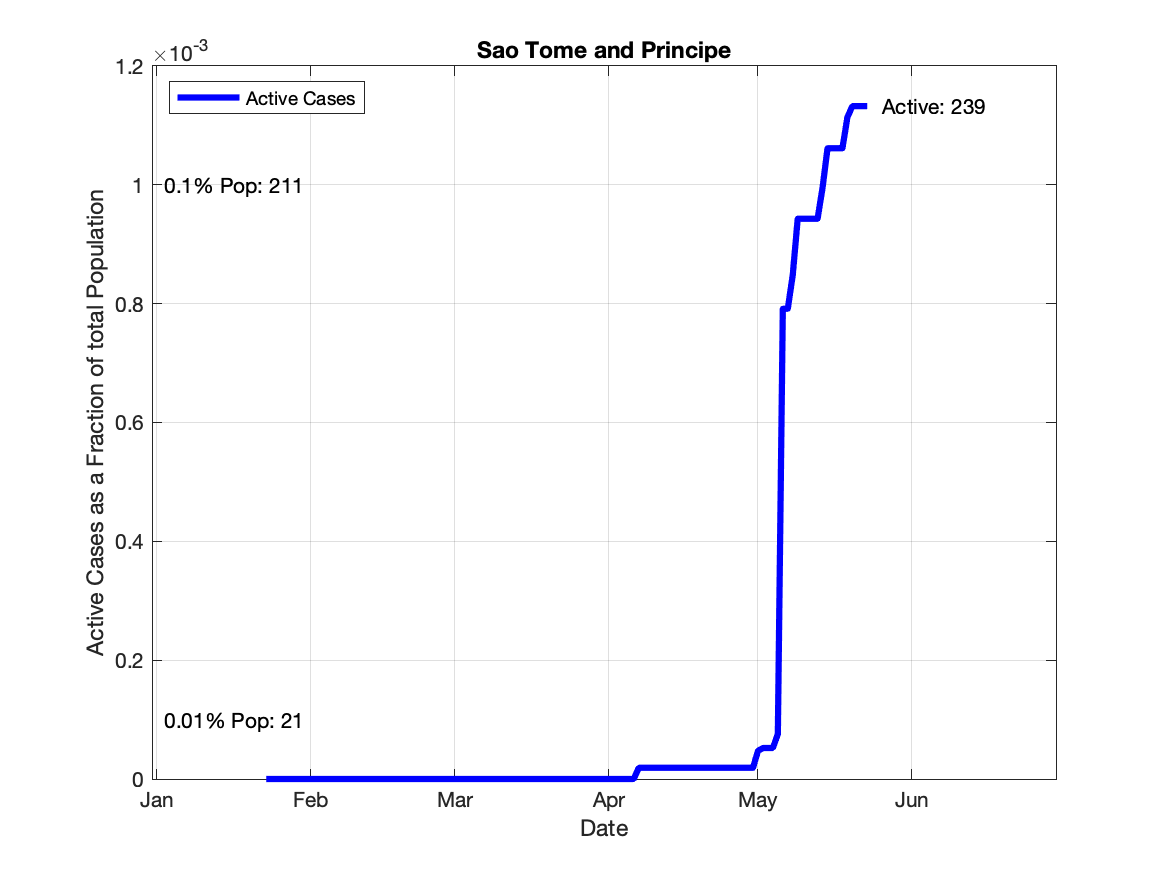 Sao Tome and Principe
×10-3
1.2
1
0.8
0.6
0.4
0.2
0
Active Cases as a Fraction of total Population
Active Cases
Active: 239
0.1% Pop: 211
0.01% Pop: 21
Jan Feb Mar Apr May Jun
Date